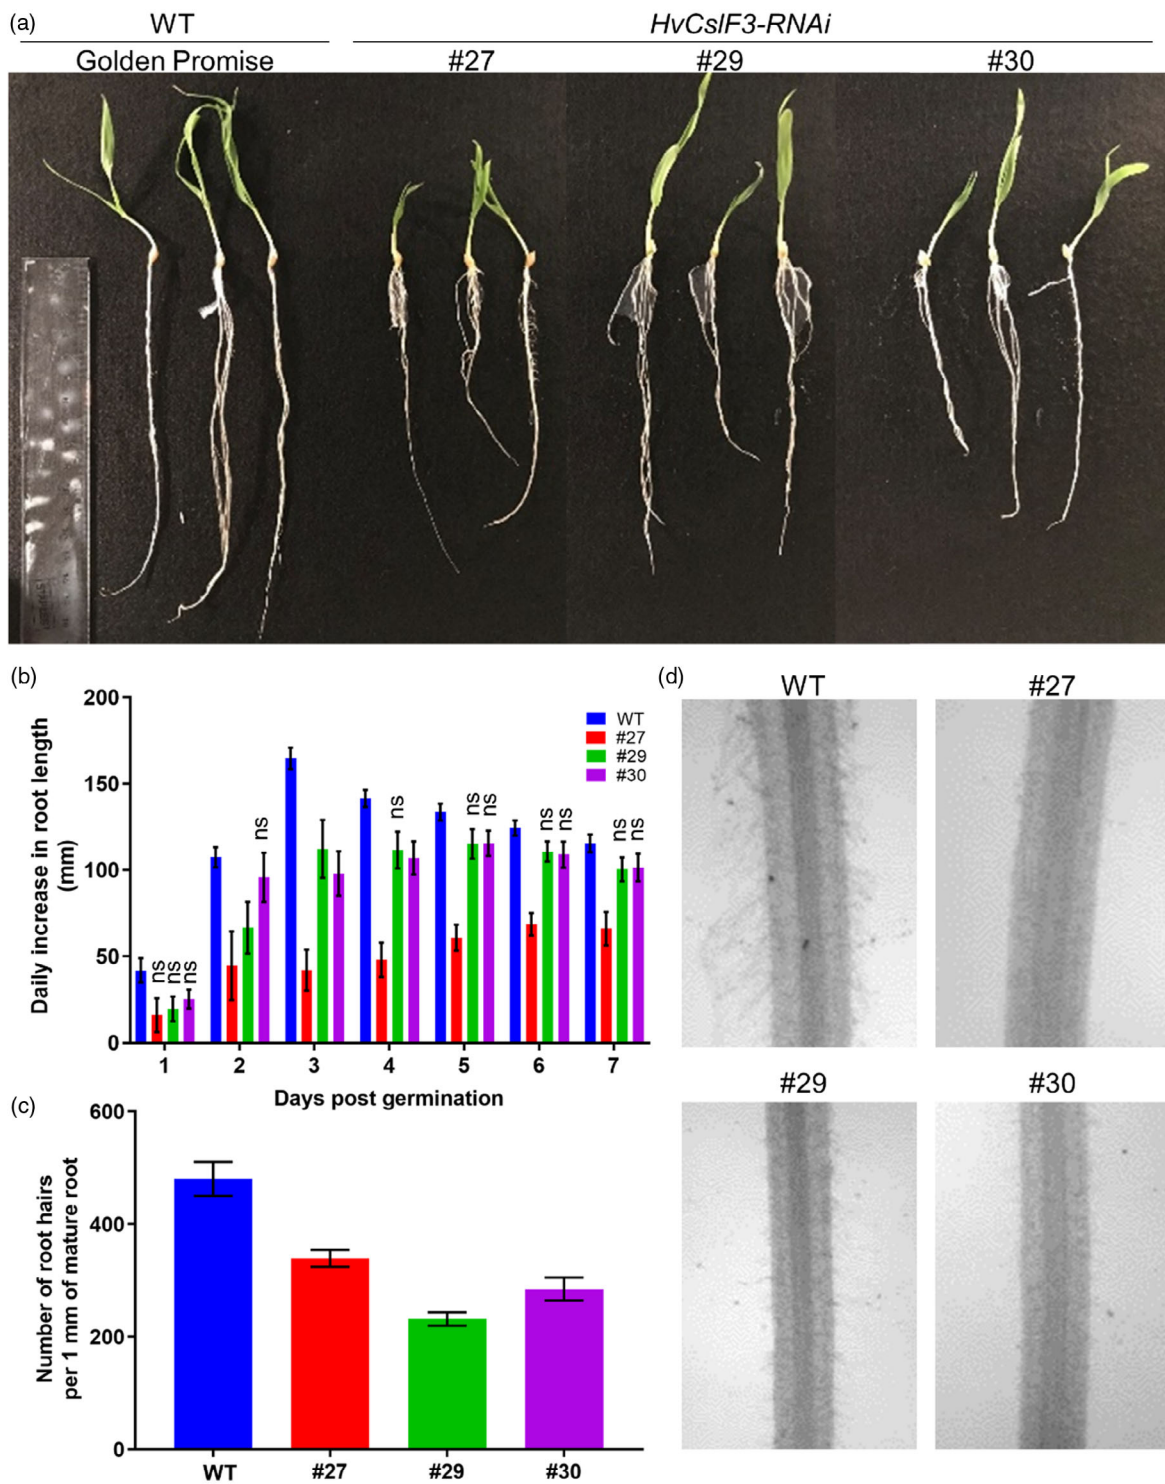 (a)
WT
HvCslF3-RNAi
Golden Promise
#27
#29
#30
(b)
Daily increase in root length
(mm)
200
150
100
50
0
WT
#27
#29
#30
ns
ns
ns
ns
ns
ns
ns
ns
ns
ns
ns
1
2
3
4
5
6
7
Days post germination
(c)
Number of root hairs
per 1 mm of mature root
600
400
200
0
WT
#27
#29
#30
(d)
WT
#27
#29
#30